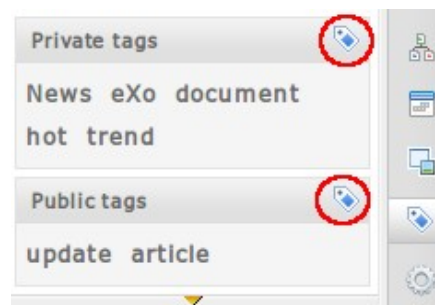 Private tags
News eXo document
hot trend
Public tags
update article